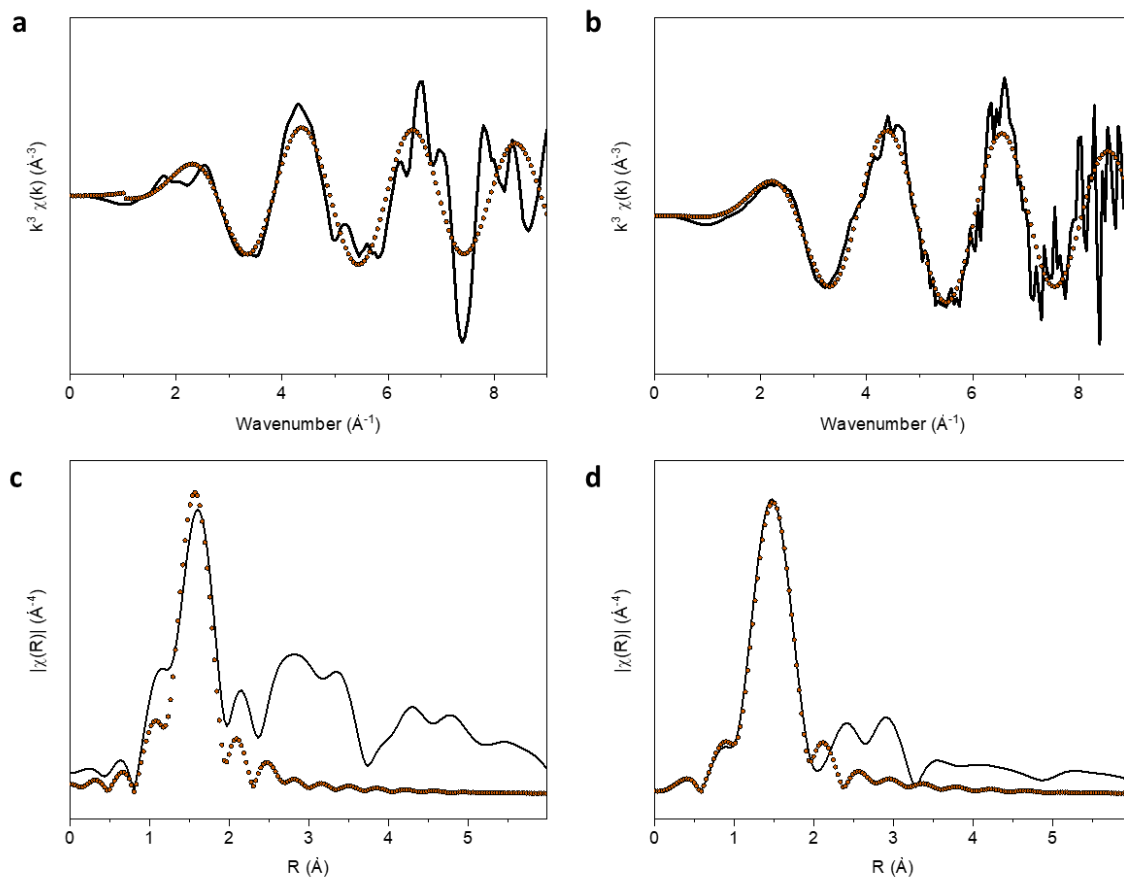 a
k³ χ(k) (Å⁻³)
0 2 4 6 8
Wavenumber (Å⁻¹)
b
k³ χ(k) (Å⁻³)
0 2 4 6 8
Wavenumber (Å⁻¹)
c
|χ(R)| (Å⁻⁴)
0 1 2 3 4 5
R (Å)
d
|χ(R)| (Å⁻⁴)
0 1 2 3 4 5
R (Å)